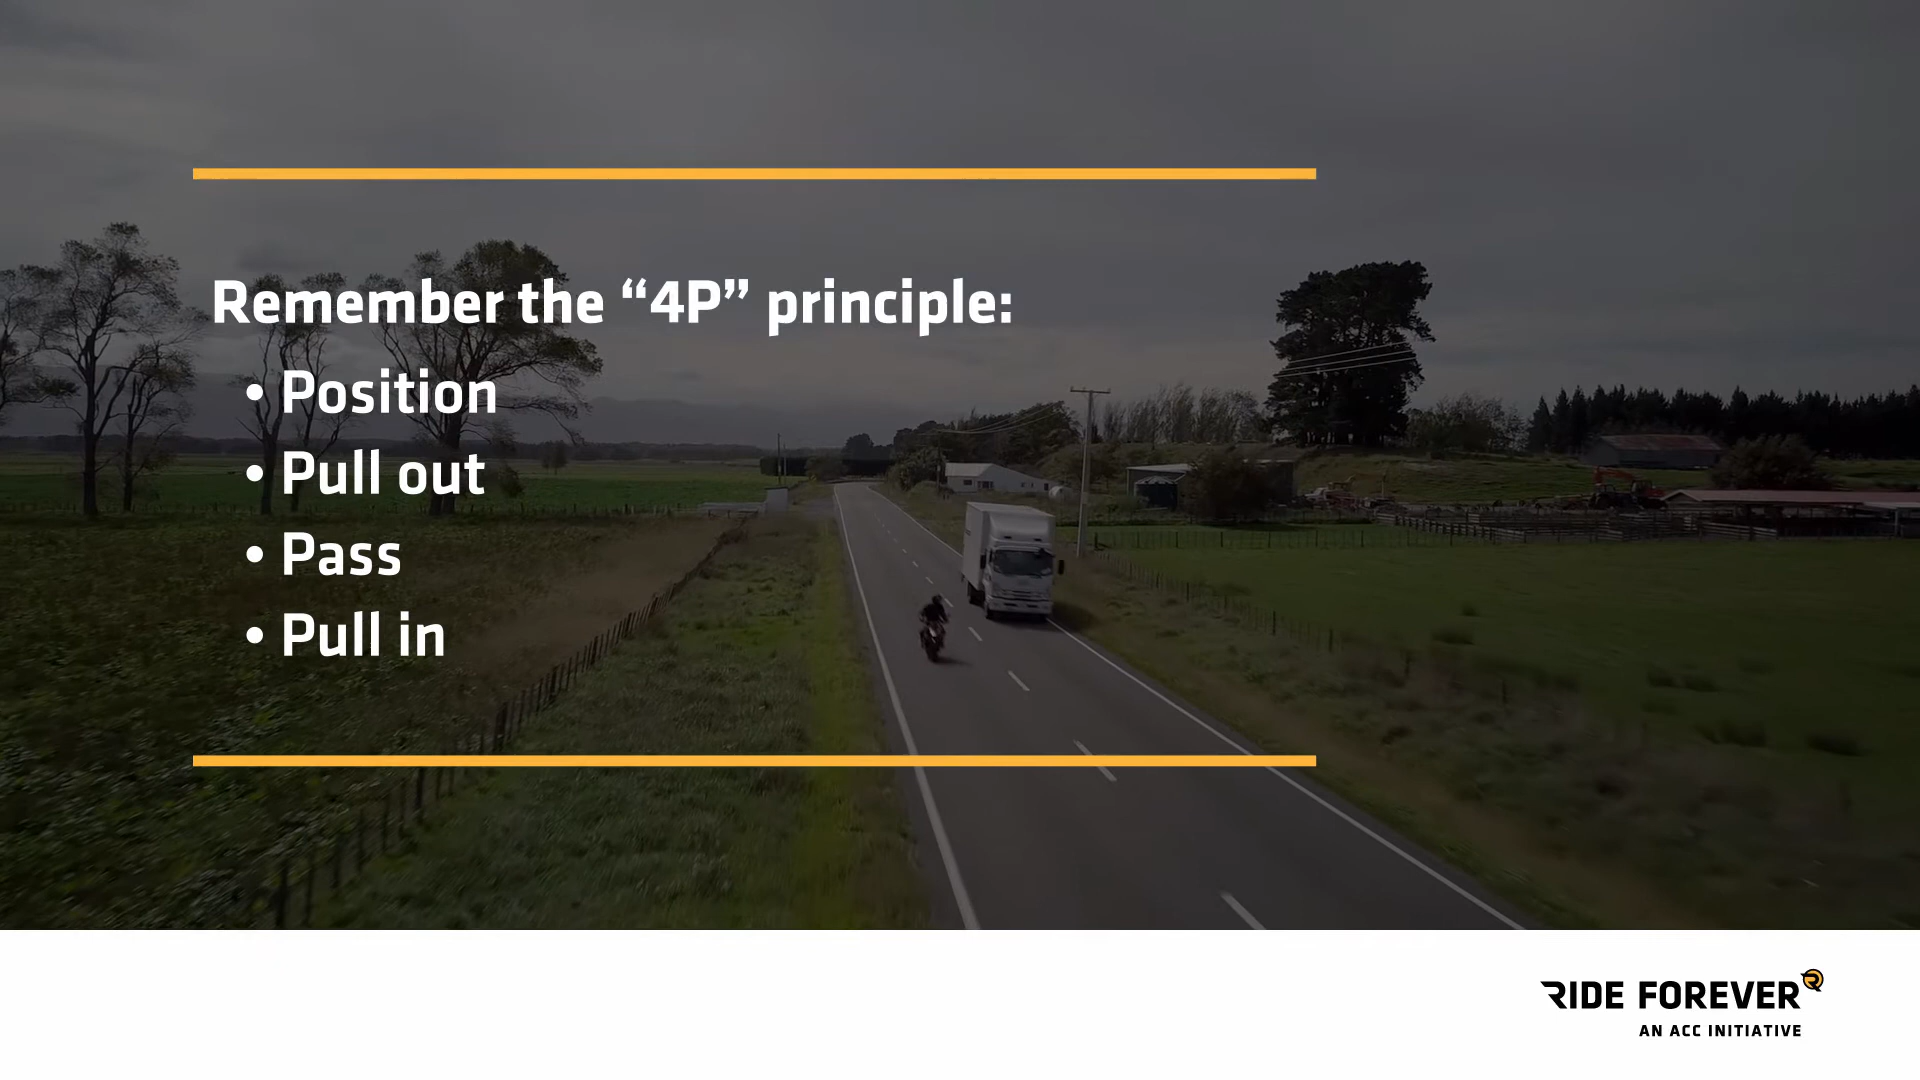 Remember the “4P” principle:
• Position
• Pull out
• Pass
• Pull in
RIDE FOREVER
AN ACC INITIATIVE